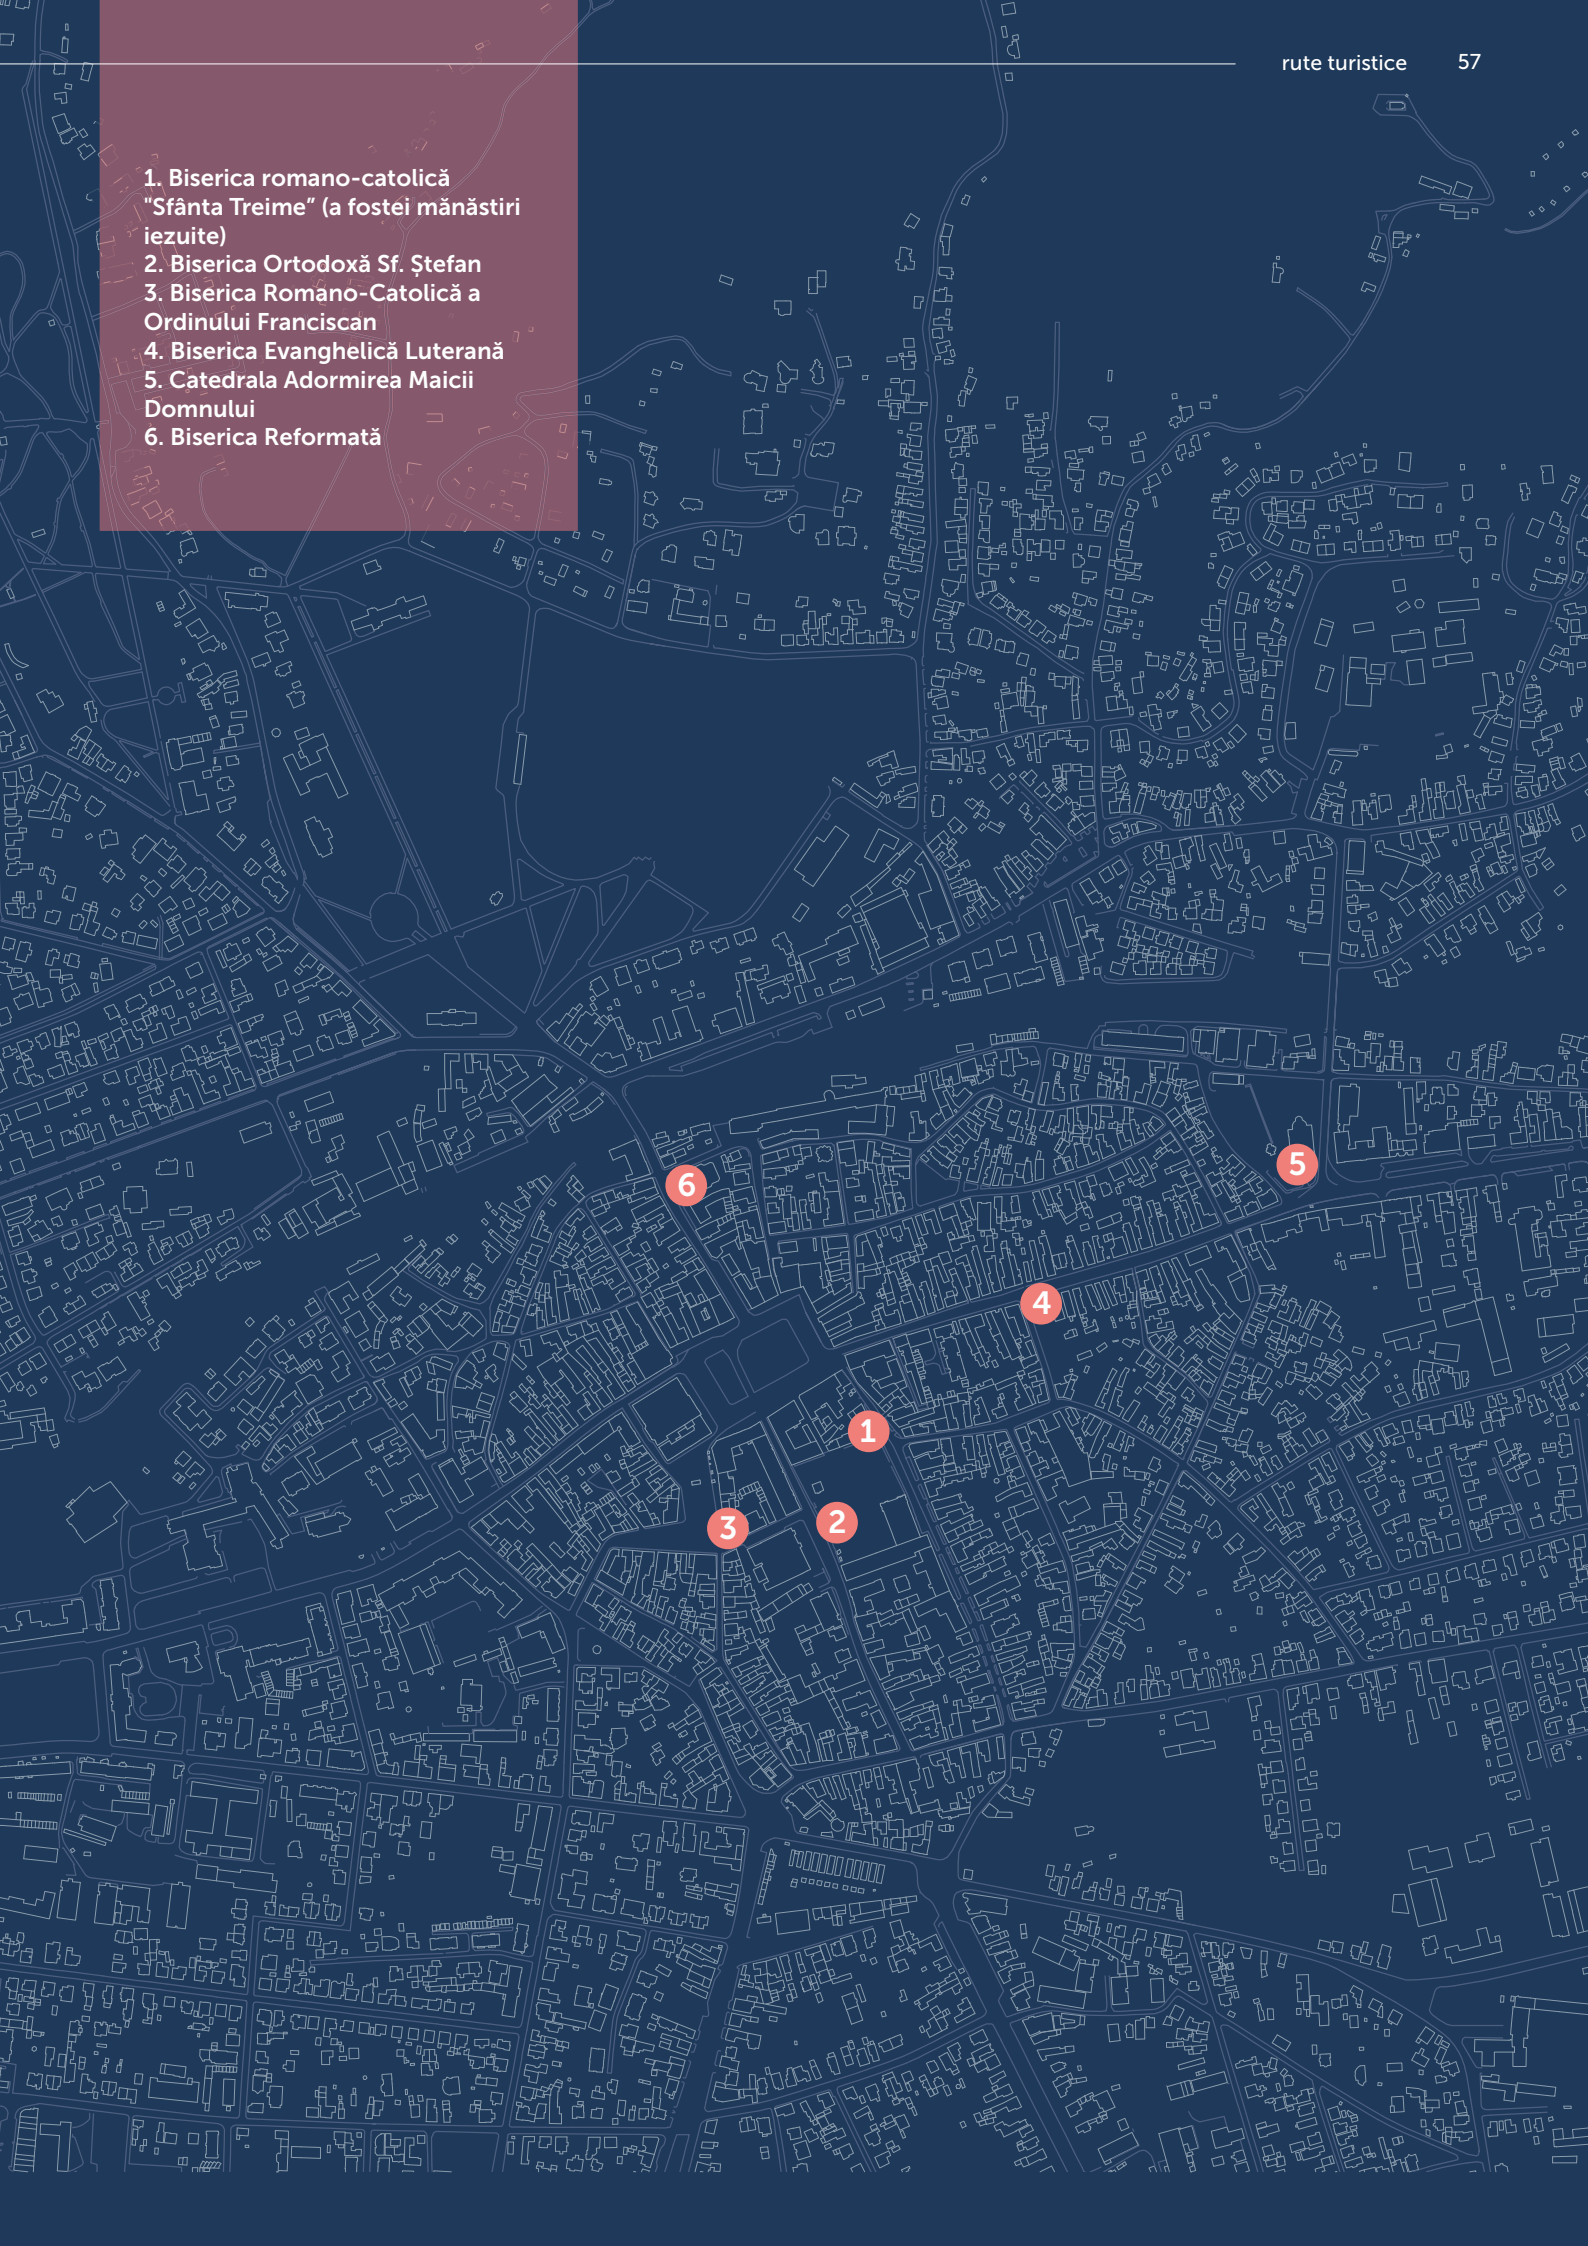 rute turistice 57
1. Biserica romano-catolică
"Sfânta Treime” (a fostei mănăstiri
iezuite)
2. Biserica Ortodoxă Sf. Ștefan
3. Biserica Romano-Catolică a
Ordinului Franciscan
4. Biserica Evanghelică Luterană
5. Catedrala Adormirea Maicii
Domnului
6. Biserica Reformată
5
6
4
1
2
3